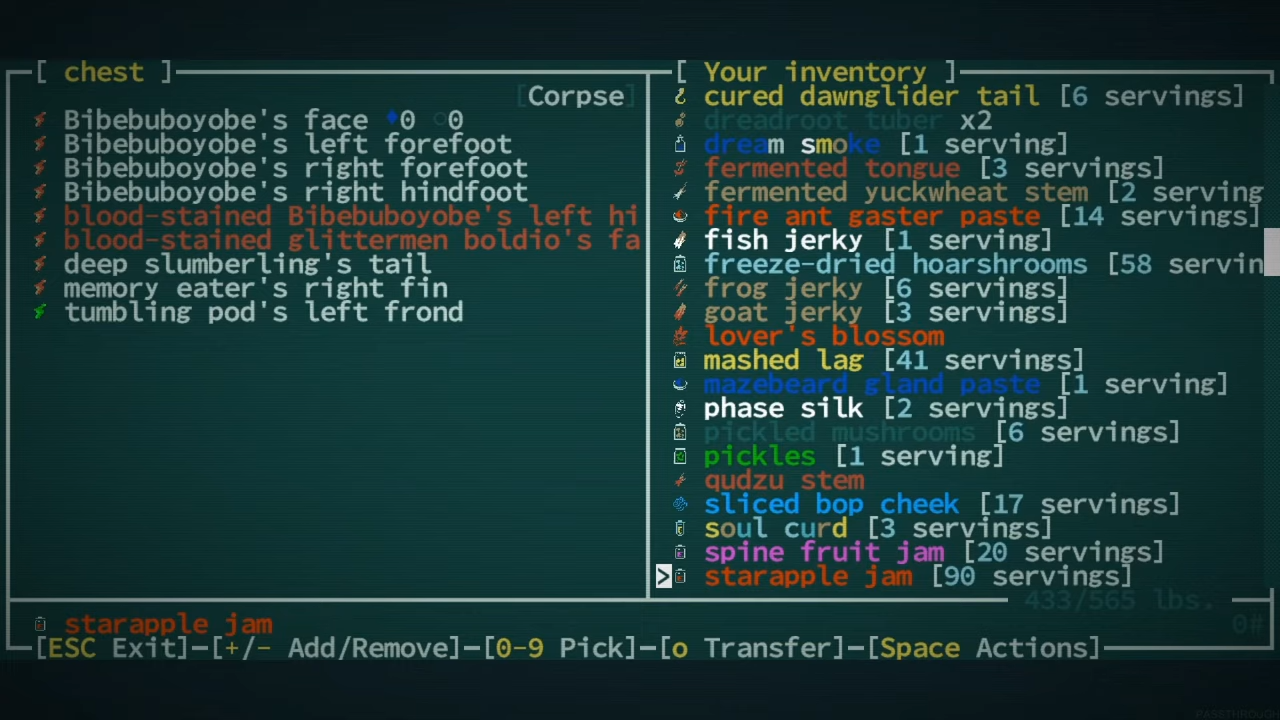 [ chest ]
[Corpse]
Bibebuboyobe's face ♦0 ○0
Bibebuboyobe's left forefoot
Bibebuboyobe's right forefoot
Bibebuboyobe's right hindfoot
blood-stained Bibebuboyobe's left hi
blood-stained glittermen boldio's fa
deep slumberling's tail
memory eater's right fin
tumbling pod's left frond
[ Your inventory ]
cured dawnglider tail [6 servings]
dreadroot tuber x2
dream smoke [1 serving]
fermented tongue [3 servings]
fermented yuckwheat stem [2 serving
fire ant gaster paste [14 servings]
fish jerky [1 serving]
freeze-dried hoarshrooms [58 servin
frog jerky [6 servings]
goat jerky [3 servings]
lover's blossom
mashed lag [41 servings]
mazebeard gland paste [1 serving]
phase silk [2 servings]
pickled mushrooms [6 servings]
pickles [1 serving]
qudzu stem
sliced bop cheek [17 servings]
soul curd [3 servings]
spine fruit jam [20 servings]
> starapple jam [90 servings]
433/565 lbs.
starapple jam
0#
[ESC Exit]—[+/- Add/Remove]—[0-9 Pick]—[o Transfer]—[Space Actions]